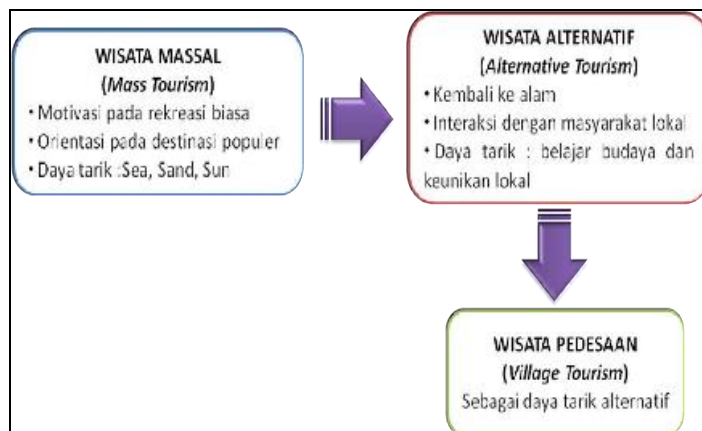 WISATA MASSAL
(Mass Tourism)
• Motivasi pada rekreasi biasa
• Orientasi pada destinasi populer
• Daya tarik :Sea, Sand, Sun
WISATA ALTERNATIF
(Alternative Tourism)
• Kembali ke alam
• Interaksi dengan masyarakat lokal
• Daya tarik : belajar budaya dan
keunikan lokal
WISATA PEDESAAN
(Village Tourism)
Sebagai daya tarik alternatif